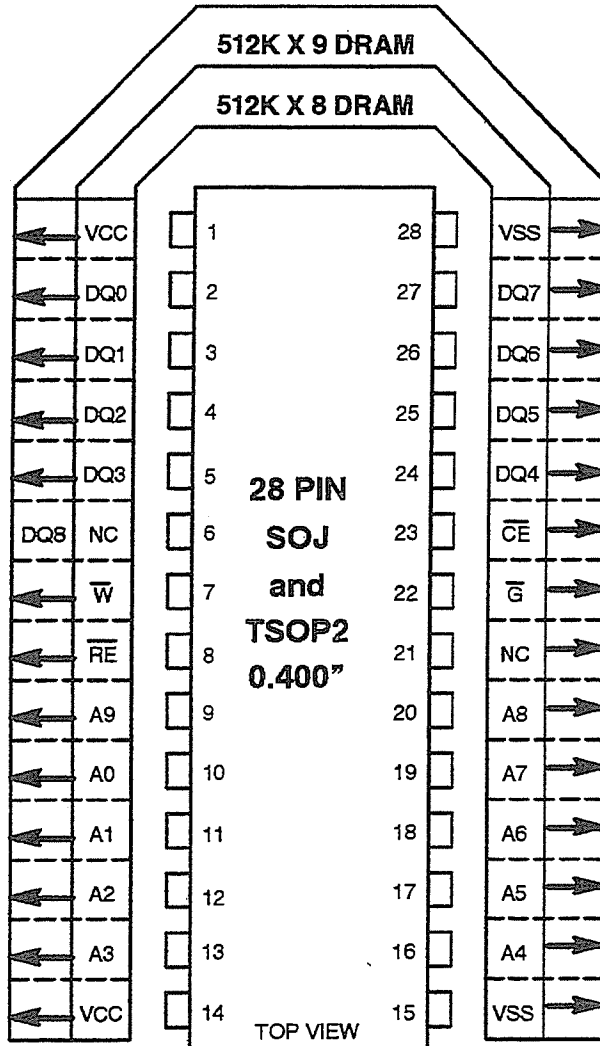 512K X 9 DRAM
512K X 8 DRAM
VCC 1 28 VSS
DQ0 2 27 DQ7
DQ1 3 26 DQ6
DQ2 4 25 DQ5
DQ3 5 24 DQ4
DQ8 NC 6 23 C̅E̅
W̅ 7 22 G̅
R̅E̅ 8 21 NC
28 PIN
SOJ
and
TSOP2
0.400”
A9 9 20 A8
A0 10 19 A7
A1 11 18 A6
A2 12 17 A5
A3 13 16 A4
VCC 14 15 VSS
TOP VIEW